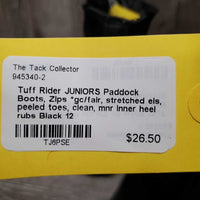 The Tack Collector
945340-2
Tuff Rider JUNIORS Paddock
Boots, Zips *gc/fair, stretched els,
peeled toes, clean, mnr inner heel
rubs Black 12
$26.50
TJ6PSE